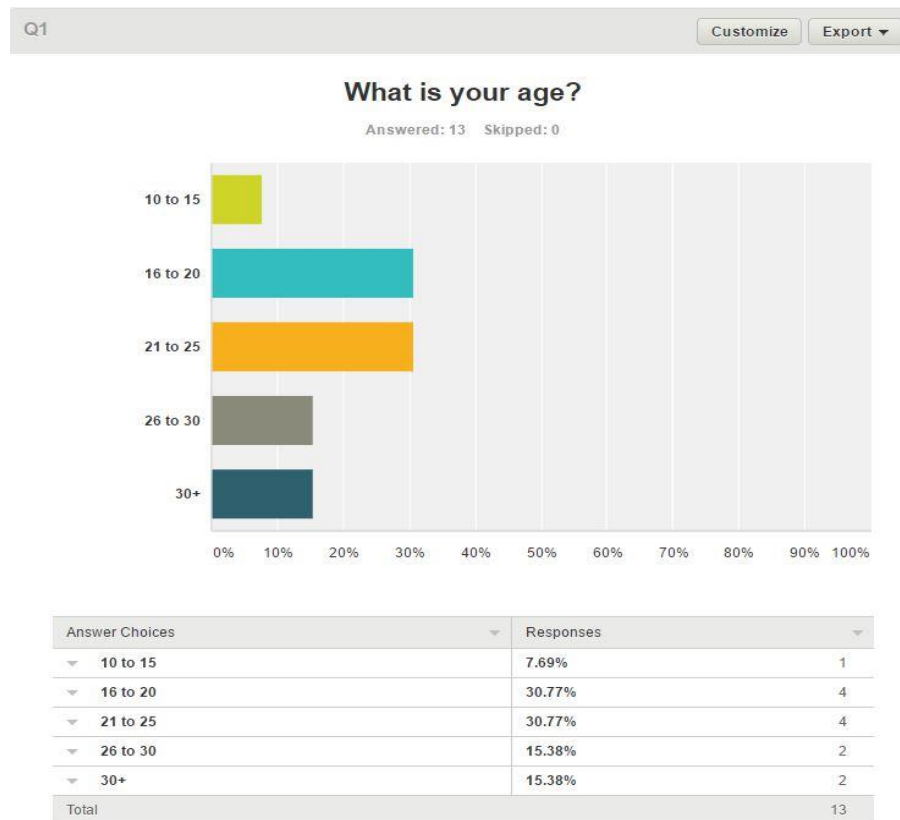 Q1 Customize Export
What is your age?
Answered: 13 Skipped: 0
10 to 15
16 to 20
21 to 25
26 to 30
30+
0% 10% 20% 30% 40% 50% 60% 70% 80% 90% 100%
Answer Choices Responses
10 to 15 7.69% 1
16 to 20 30.77% 4
21 to 25 30.77% 4
26 to 30 15.38% 2
30+ 15.38% 2
Total 13